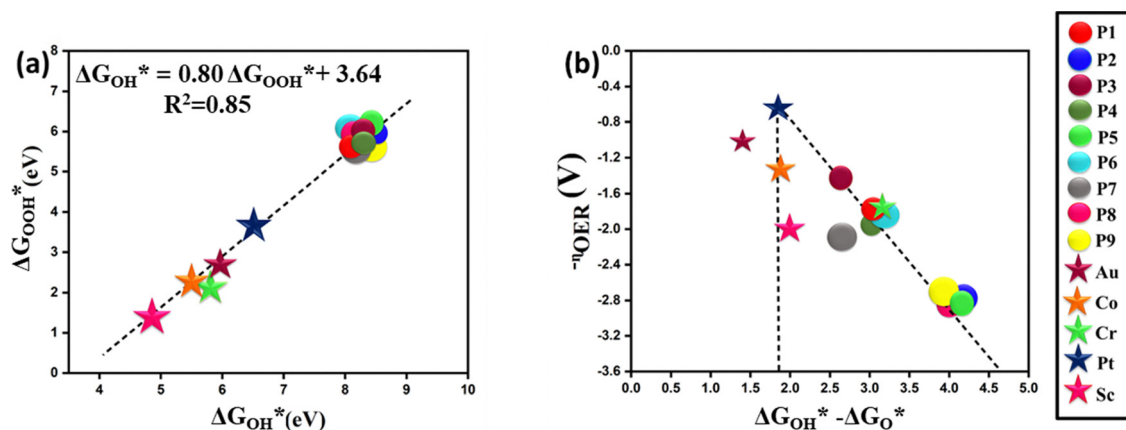 (a)
ΔG_OH* = 0.80 ΔG_OOH* + 3.64
R²=0.85
ΔG_OOH* (eV)
8
7
6
5
4
3
2
1
0
4 5 6 7 8 9 10
ΔG_OH* (eV)
(b)
-η_OER (V)
0.0
-0.4
-0.8
-1.2
-1.6
-2.0
-2.4
-2.8
-3.2
-3.6
0.0 0.5 1.0 1.5 2.0 2.5 3.0 3.5 4.0 4.5 5.0
ΔG_OH* -ΔG_O*
P1
P2
P3
P4
P5
P6
P7
P8
P9
Au
Co
Cr
Pt
Sc